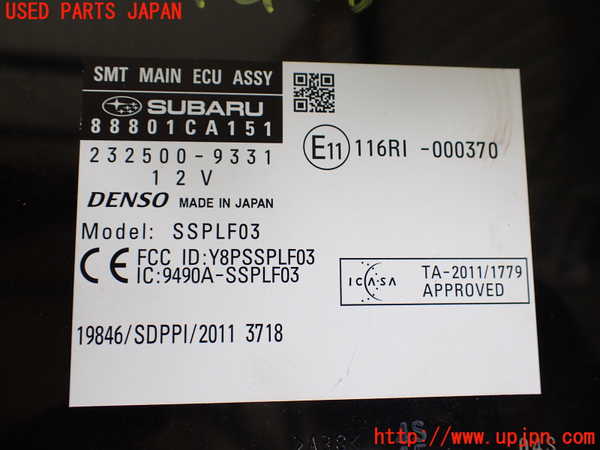 USED PARTS JAPAN
SMT MAIN ECU ASSY
SUBARU
88801CA151
232500-9331
12V
DENSO MADE IN JAPAN
Model: SSPLF03
CE FCC ID:Y8PSSPLF03
IC:9490A-SSPLF03
19846/SDPPI/2011 3718
E11 116RI -000370
ICASA TA-2011/1779
APPROVED
http://www.upjpn.com/